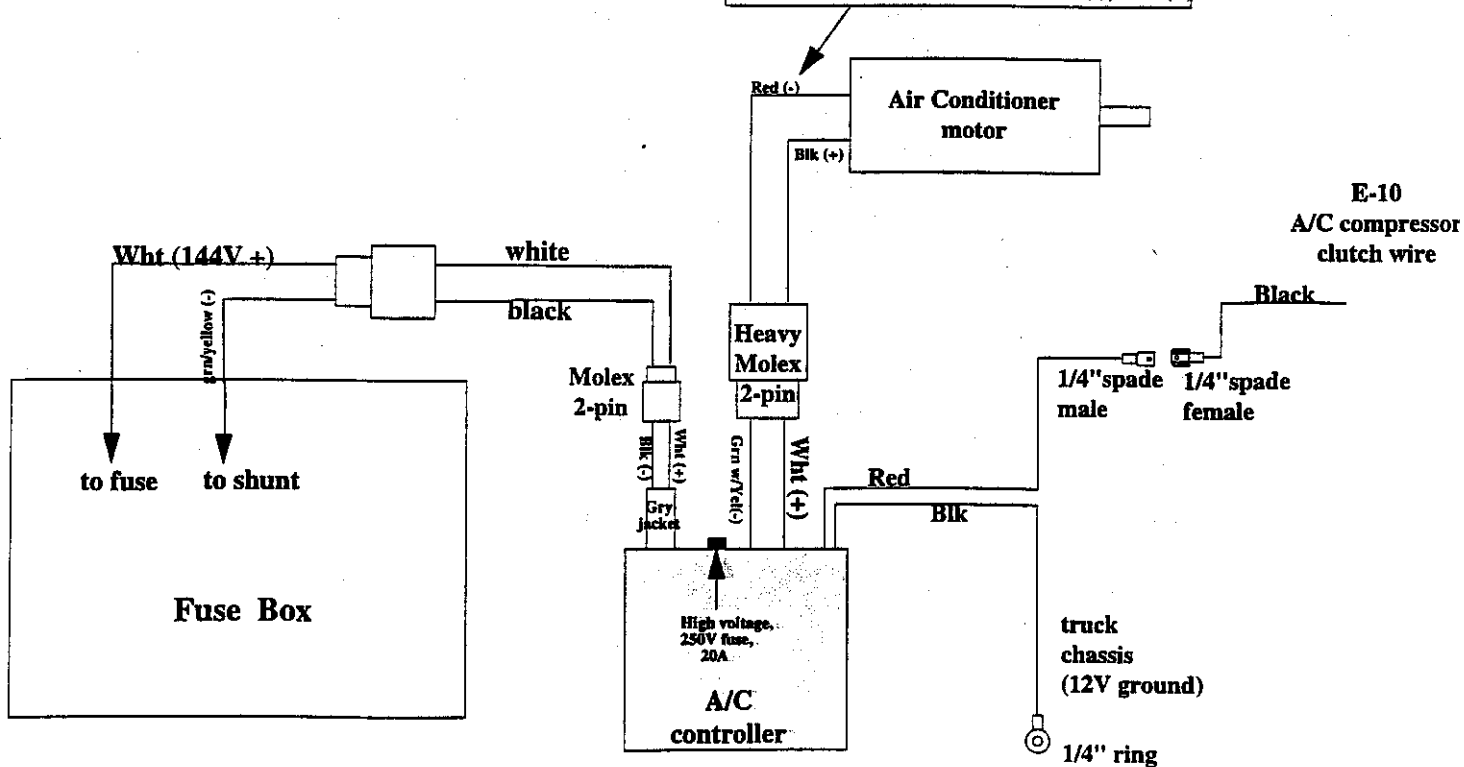 Red (-)
Air Conditioner
motor
Blk (+)
E-10
A/C compressor
clutch wire
Wht (144V +)
white
Black
grn/yellow (-)
black
Heavy
Molex
2-pin
Molex
2-pin
1/4"spade
male
1/4"spade
female
Blk (-)
Wht (+)
Grn w/Yel(-)
Wht (+)
to fuse
to shunt
Red
Blk
Gry
jacket
Fuse Box
High voltage,
250V fuse,
20A
truck
chassis
(12V ground)
A/C
controller
1/4" ring